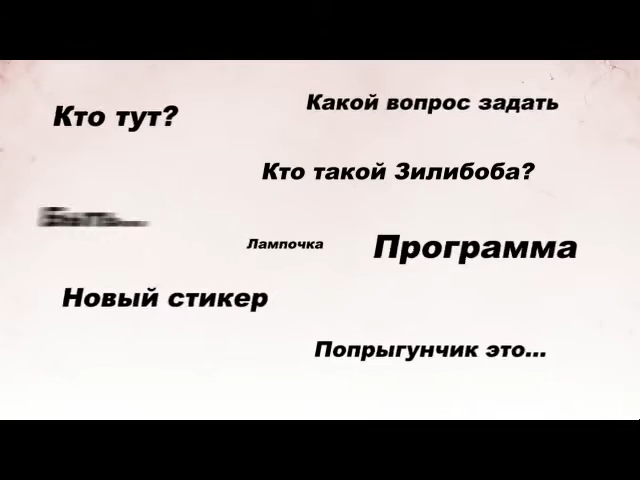 Какой вопрос задать
Кто тут?
Кто такой Зилибоба?
Лампочка
Программа
Новый стикер
Попрыгунчик это...